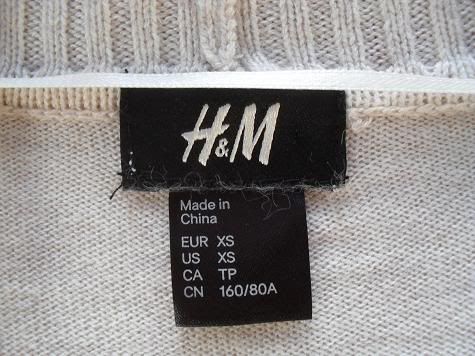 H&M
Made in
China
EUR XS
US XS
CA TP
CN 160/80A